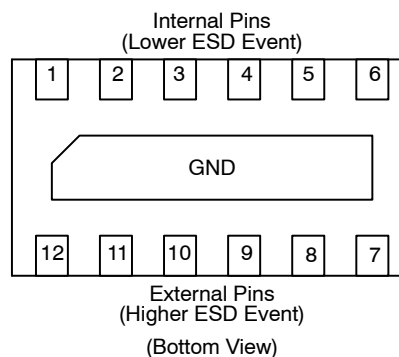 Internal Pins
(Lower ESD Event)
1 2 3 4 5 6
GND
12 11 10 9 8 7
External Pins
(Higher ESD Event)
(Bottom View)